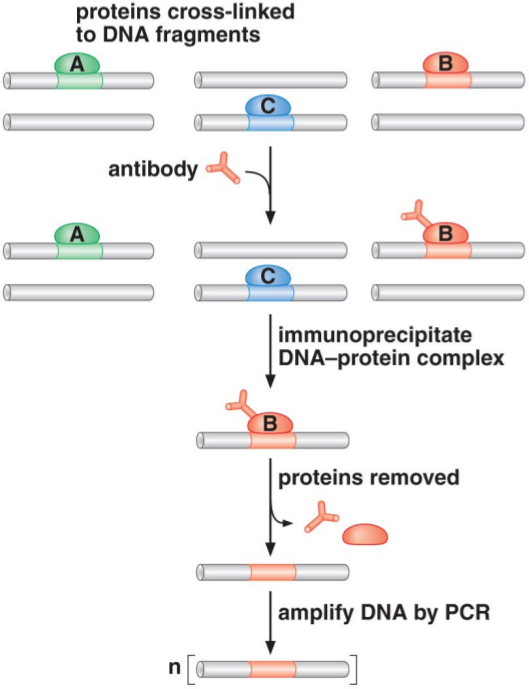 proteins cross-linked
to DNA fragments
A
B
C
antibody
A
B
C
immunoprecipitate
DNA–protein complex
B
proteins removed
amplify DNA by PCR
n